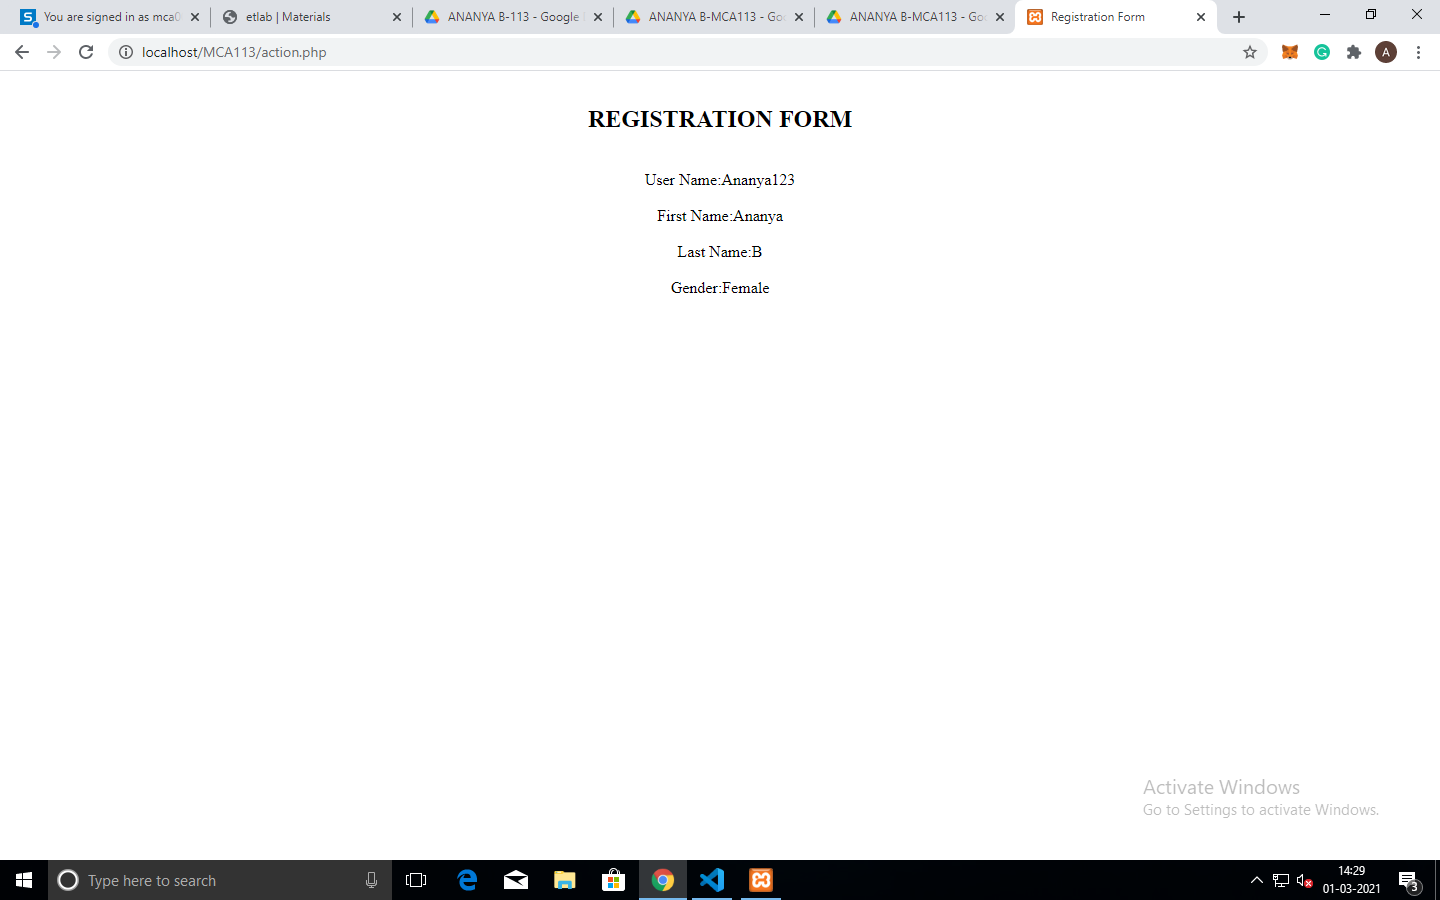 You are signed in as mca0
etlab | Materials
ANANYA B-113 - Google
ANANYA B-MCA113 - Goo
ANANYA B-MCA113 - Goo
Registration Form
localhost/MCA113/action.php
A
REGISTRATION FORM
User Name:Ananya123
First Name:Ananya
Last Name:B
Gender:Female
Activate Windows
Go to Settings to activate Windows.
Type here to search
14:29
01-03-2021
3